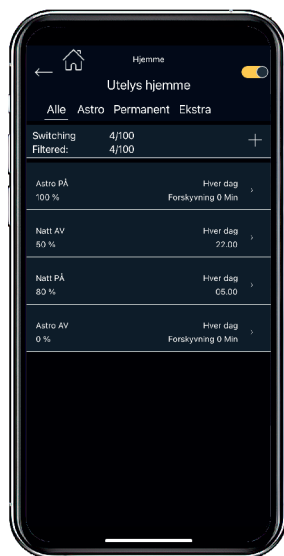 Hjemme
Utelys hjemme
Alle Astro Permanent Ekstra
Switching 4/100
Filtered: 4/100
Astro PÅ Hver dag
100 % Forskyvning 0 Min
Natt AV Hver dag
50 % 22.00
Natt PÅ Hver dag
80 % 05.00
Astro AV Hver dag
0 % Forskyvning 0 Min